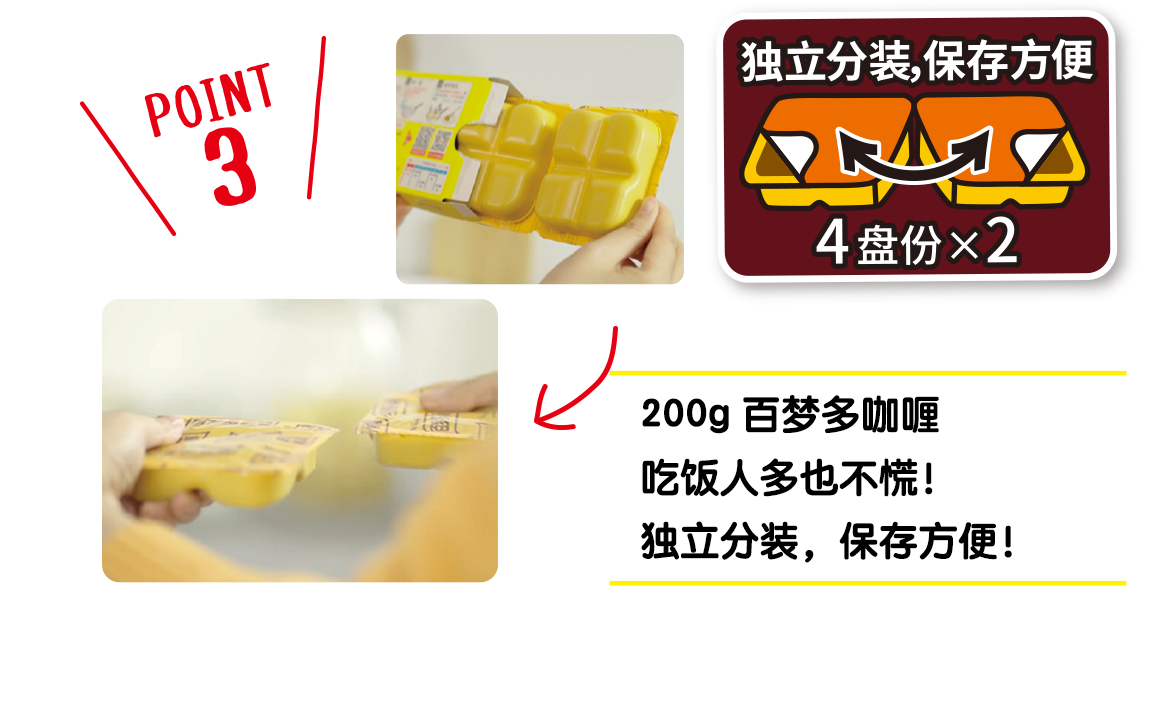 POINT
3
独立分装,保存方便
4盘份×2
200g 百梦多咖喱
吃饭人多也不慌！
独立分装，保存方便！